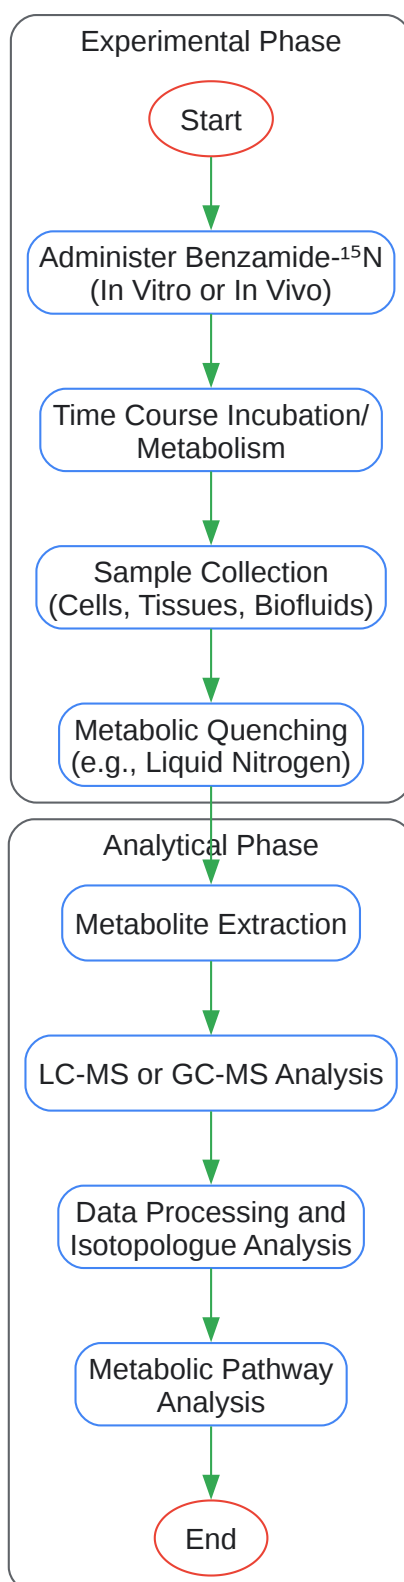 Experimental Phase
Start
Administer Benzamide-¹⁵N
(In Vitro or In Vivo)
Time Course Incubation/
Metabolism
Sample Collection
(Cells, Tissues, Biofluids)
Metabolic Quenching
(e.g., Liquid Nitrogen)
Analytical Phase
Metabolite Extraction
LC-MS or GC-MS Analysis
Data Processing and
Isotopologue Analysis
Metabolic Pathway
Analysis
End